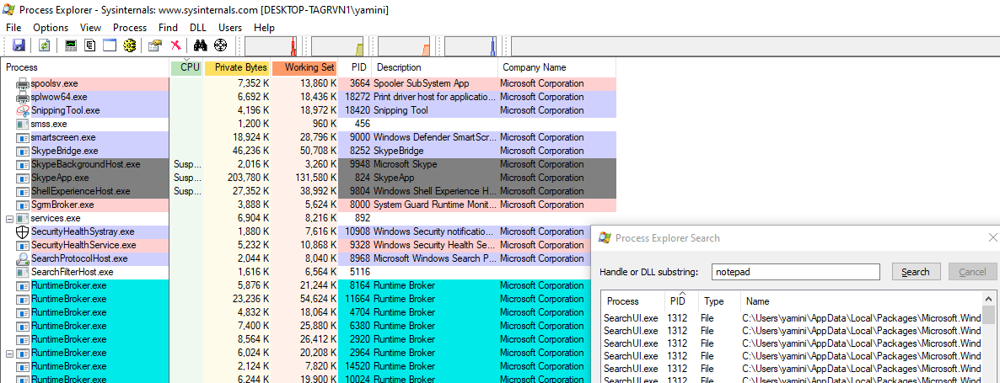 Process Explorer - Sysinternals: www.sysinternals.com [DESKTOP-TAGRVN1\yamini]
File Options View Process Find DLL Users Help
Process CPU Private Bytes Working Set PID Description Company Name
spoolsv.exe 7,352 K 13,860 K 3664 Spooler SubSystem App Microsoft Corporation
splwow64.exe 6,692 K 18,436 K 18272 Print driver host for applicatio... Microsoft Corporation
SnippingTool.exe 4,196 K 18,972 K 18420 Snipping Tool Microsoft Corporation
smss.exe 1,200 K 960 K 456
smartscreen.exe 18,924 K 28,796 K 9000 Windows Defender SmartScr... Microsoft Corporation
SkypeBridge.exe 46,236 K 50,708 K 8252 SkypeBridge Microsoft Corporation
SkypeBackgroundHost.exe Susp... 2,016 K 3,260 K 9948 Microsoft Skype Microsoft Corporation
SkypeApp.exe Susp... 203,780 K 131,580 K 824 SkypeApp Microsoft Corporation
ShellExperienceHost.exe Susp... 27,352 K 38,992 K 9804 Windows Shell Experience H... Microsoft Corporation
SgrmBroker.exe 3,888 K 5,624 K 8000 System Guard Runtime Monit... Microsoft Corporation
services.exe 6,904 K 8,216 K 892
SecurityHealthSystray.exe 1,880 K 7,616 K 10908 Windows Security notificatio... Microsoft Corporation
SecurityHealthService.exe 5,232 K 10,868 K 9328 Windows Security Health Se... Microsoft Corporation
SearchProtocolHost.exe 2,044 K 8,040 K 8968 Microsoft Windows Search P... Microsoft Corporation
SearchFilterHost.exe 1,616 K 6,564 K 5116
RuntimeBroker.exe 5,876 K 21,244 K 8164 Runtime Broker Microsoft Corporation
RuntimeBroker.exe 23,236 K 54,624 K 11664 Runtime Broker Microsoft Corporation
RuntimeBroker.exe 4,832 K 18,064 K 4704 Runtime Broker Microsoft Corporation
RuntimeBroker.exe 7,400 K 25,880 K 6380 Runtime Broker Microsoft Corporation
RuntimeBroker.exe 8,564 K 26,412 K 2920 Runtime Broker Microsoft Corporation
RuntimeBroker.exe 6,024 K 20,208 K 2964 Runtime Broker Microsoft Corporation
RuntimeBroker.exe 2,124 K 7,820 K 14520 Runtime Broker Microsoft Corporation
RuntimeBroker.exe 6,244 K 19,900 K 10024 Runtime Broker Microsoft Corporation
Process Explorer Search
Handle or DLL substring: notepad Search Cancel
Process PID Type Name
SearchUI.exe 1312 File C:\Users\yamini\AppData\Local\Packages\Microsoft.Wind
SearchUI.exe 1312 File C:\Users\yamini\AppData\Local\Packages\Microsoft.Wind
SearchUI.exe 1312 File C:\Users\yamini\AppData\Local\Packages\Microsoft.Wind
SearchUI.exe 1312 File C:\Users\yamini\AppData\Local\Packages\Microsoft.Wind
SearchUI.exe 1312 File C:\Users\yamini\AppData\Local\Packages\Microsoft.Wind